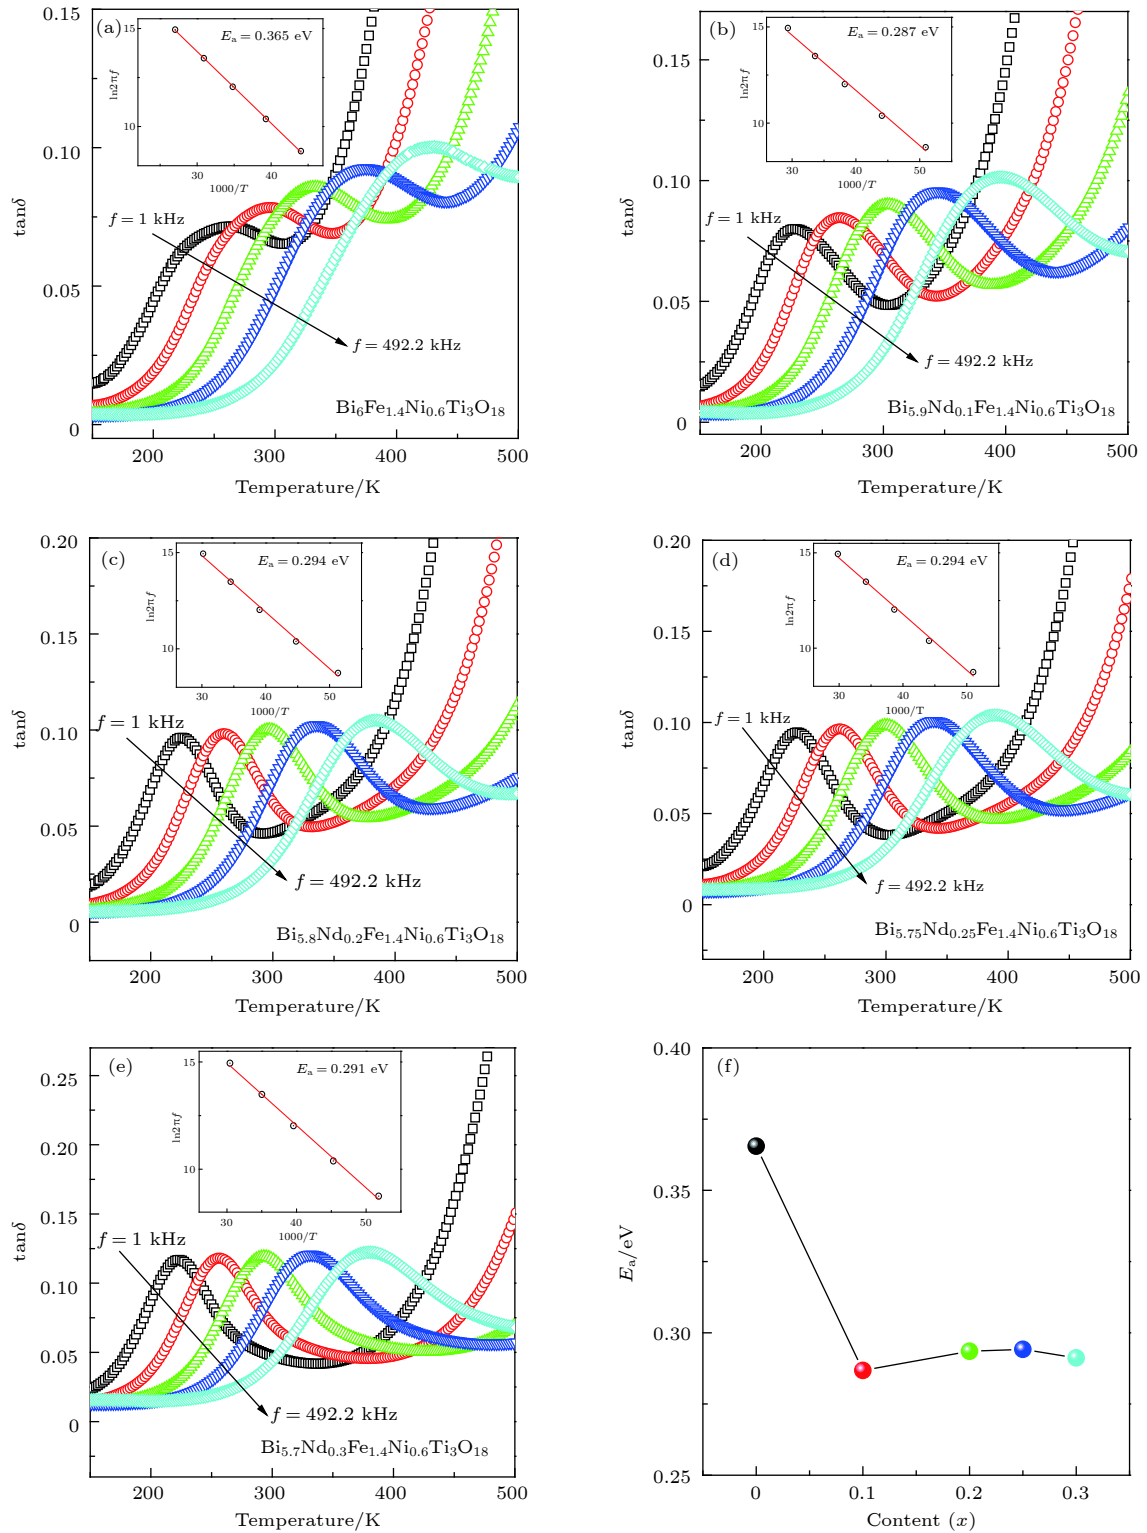 (a)
E_a = 0.365 eV
15
10
ln2πf
30 40
1000/T
0.15
0.10
0.05
0
tanδ
f = 1 kHz
f = 492.2 kHz
Bi6Fe1.4Ni0.6Ti3O18
200 300 400 500
Temperature/K
(b)
E_a = 0.287 eV
15
10
ln2πf
30 40 50
1000/T
0.15
0.10
0.05
0
tanδ
f = 1 kHz
f = 492.2 kHz
Bi5.9Nd0.1Fe1.4Ni0.6Ti3O18
200 300 400 500
Temperature/K
(c)
E_a = 0.294 eV
15
10
ln2πf
30 40 50
1000/T
0.20
0.15
0.10
0.05
0
tanδ
f = 1 kHz
f = 492.2 kHz
Bi5.8Nd0.2Fe1.4Ni0.6Ti3O18
200 300 400 500
Temperature/K
(d)
E_a = 0.294 eV
15
10
ln2πf
30 40 50
1000/T
0.20
0.15
0.10
0.05
0
tanδ
f = 1 kHz
f = 492.2 kHz
Bi5.75Nd0.25Fe1.4Ni0.6Ti3O18
200 300 400 500
Temperature/K
(e)
E_a = 0.291 eV
15
10
ln2πf
30 40 50
1000/T
0.25
0.20
0.15
0.10
0.05
0
tanδ
f = 1 kHz
f = 492.2 kHz
Bi5.7Nd0.3Fe1.4Ni0.6Ti3O18
200 300 400 500
Temperature/K
(f)
0.40
0.35
0.30
0.25
E_a/eV
0 0.1 0.2 0.3
Content (x)